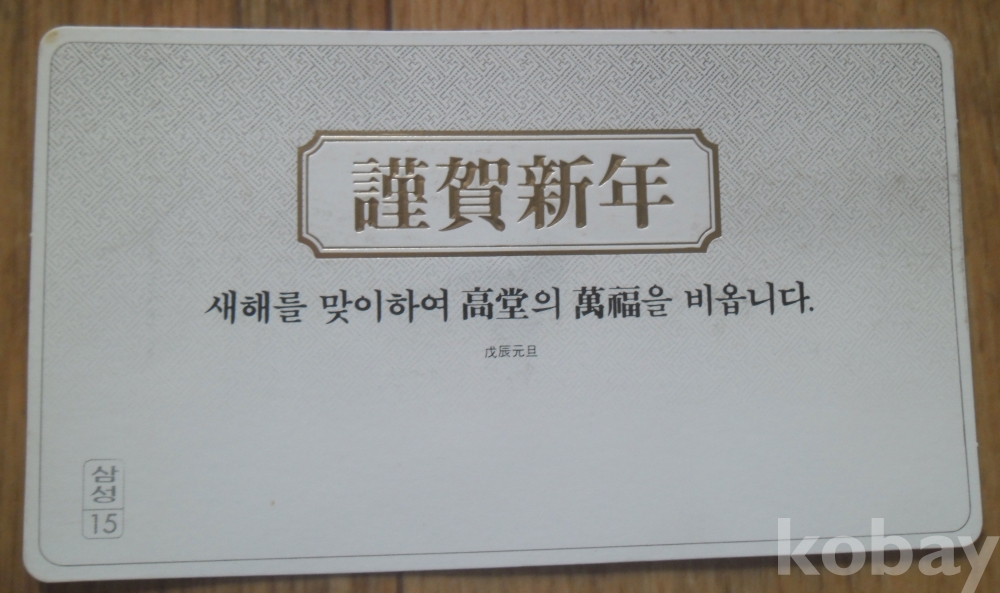 謹賀新年
새해를 맞이하여 高堂의 萬福을 비옵니다.
戊辰元旦
삼성
15
kobay